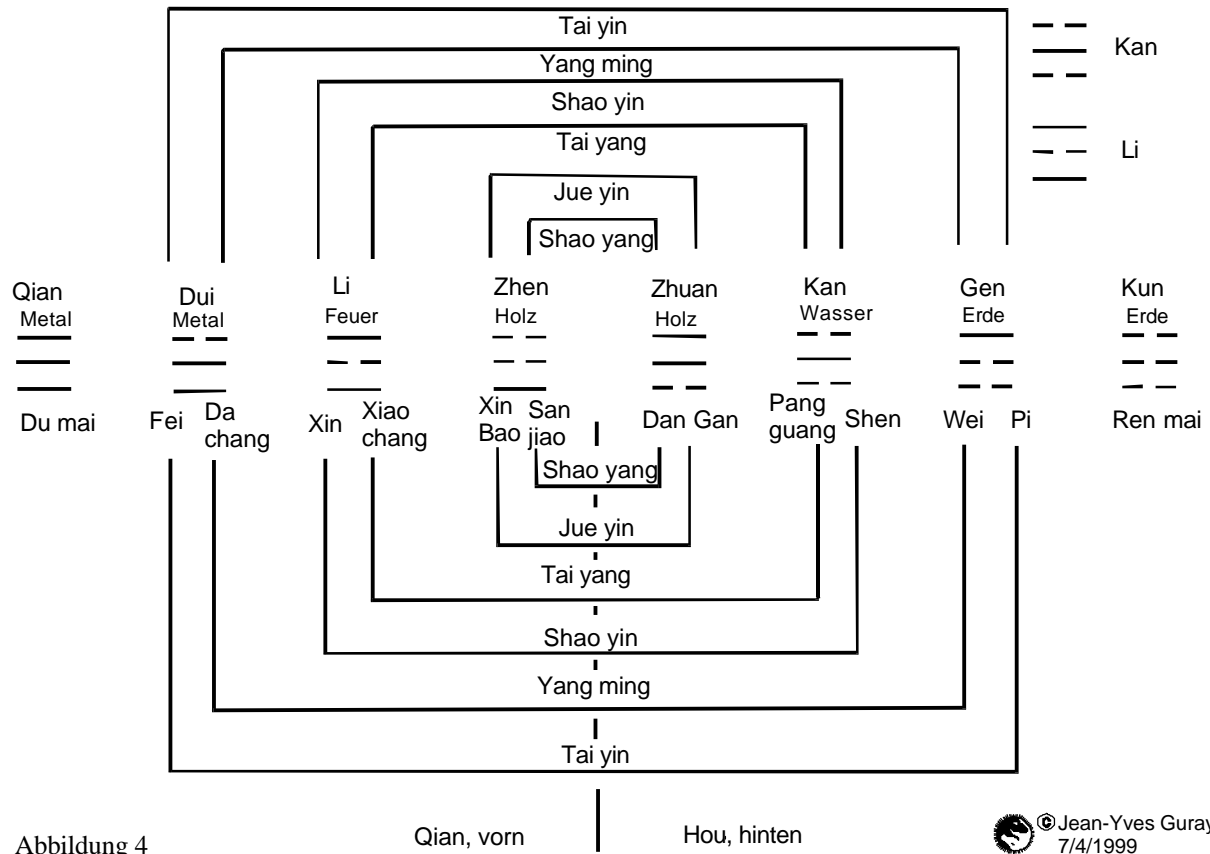 Tai yin
Kan
Yang ming
Shao yin
Tai yang
Li
Jue yin
Shao yang
Qian
Metal
Dui
Metal
Li
Feuer
Zhen
Holz
Zhuan
Holz
Kan
Wasser
Gen
Erde
Kun
Erde
Du mai
Fei
Da
chang
Xin
Xiao
chang
Xin
Bao
San
jiao
Dan Gan
Pang
guang
Shen
Wei
Pi
Ren mai
Shao yang
Jue yin
Tai yang
Shao yin
Yang ming
Tai yin
Abbildung 4
Qian, vorn
Hou, hinten
© Jean-Yves Guray
7/4/1999